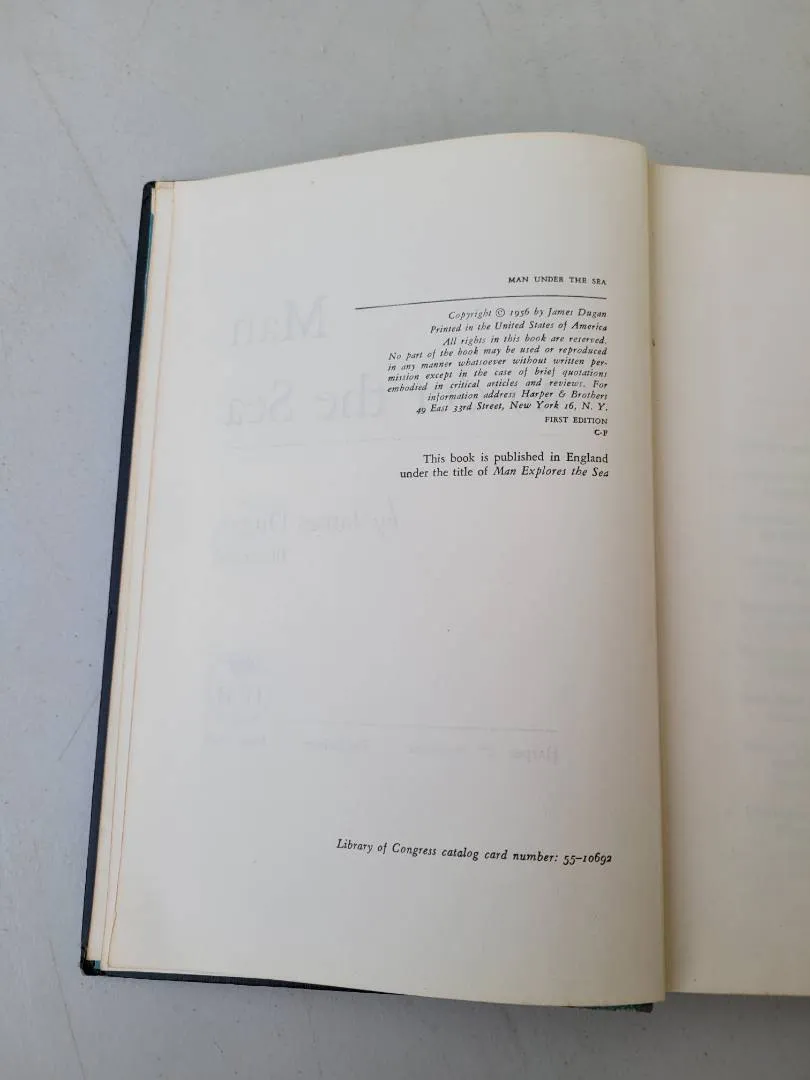 MAN UNDER THE SEA
Copyright © 1956 by James Dugan
Printed in the United States of America
All rights in this book are reserved.
No part of the book may be used or reproduced
in any manner whatsoever without written per-
mission except in the case of brief quotations
embodied in critical articles and reviews. For
information address Harper & Brothers
49 East 33rd Street, New York 16, N. Y.
FIRST EDITION
C-F
This book is published in England
under the title of Man Explores the Sea
Library of Congress catalog card number: 55–10692